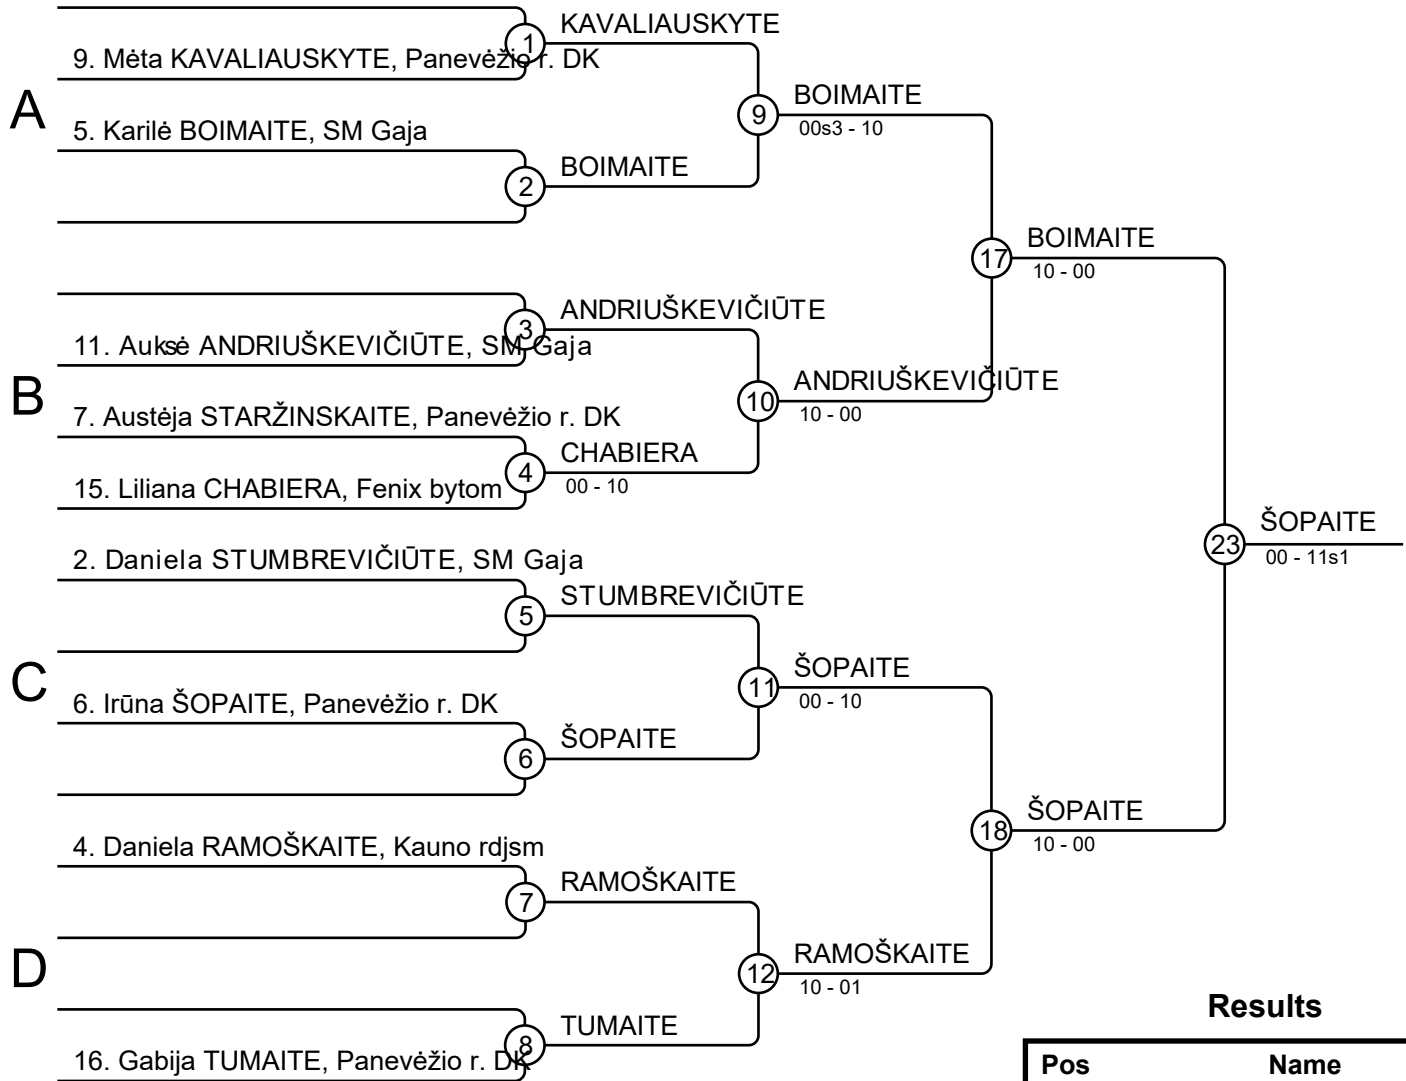 KAVALIAUSKYTE
1
9. Mėta KAVALIAUSKYTE, Panevėžio r. DK
A
BOIMAITE
9
00s3 - 10
5. Karilė BOIMAITE, SM Gaja
BOIMAITE
2
BOIMAITE
17
10 - 00
ANDRIUŠKEVIČIŪTE
3
11. Auksė ANDRIUŠKEVIČIŪTE, SM Gaja
B
ANDRIUŠKEVIČIŪTE
10
10 - 00
7. Austėja STARŽINSKAITE, Panevėžio r. DK
CHABIERA
4
00 - 10
15. Liliana CHABIERA, Fenix bytom
ŠOPAITE
23
00 - 11s1
2. Daniela STUMBREVIČIŪTE, SM Gaja
STUMBREVIČIŪTE
5
C
ŠOPAITE
11
00 - 10
6. Irūna ŠOPAITE, Panevėžio r. DK
ŠOPAITE
6
ŠOPAITE
18
10 - 00
4. Daniela RAMOŠKAITE, Kauno rdjsm
RAMOŠKAITE
7
D
RAMOŠKAITE
12
10 - 01
TUMAITE
8
16. Gabija TUMAITE, Panevėžio r. DK
Results
Pos Name